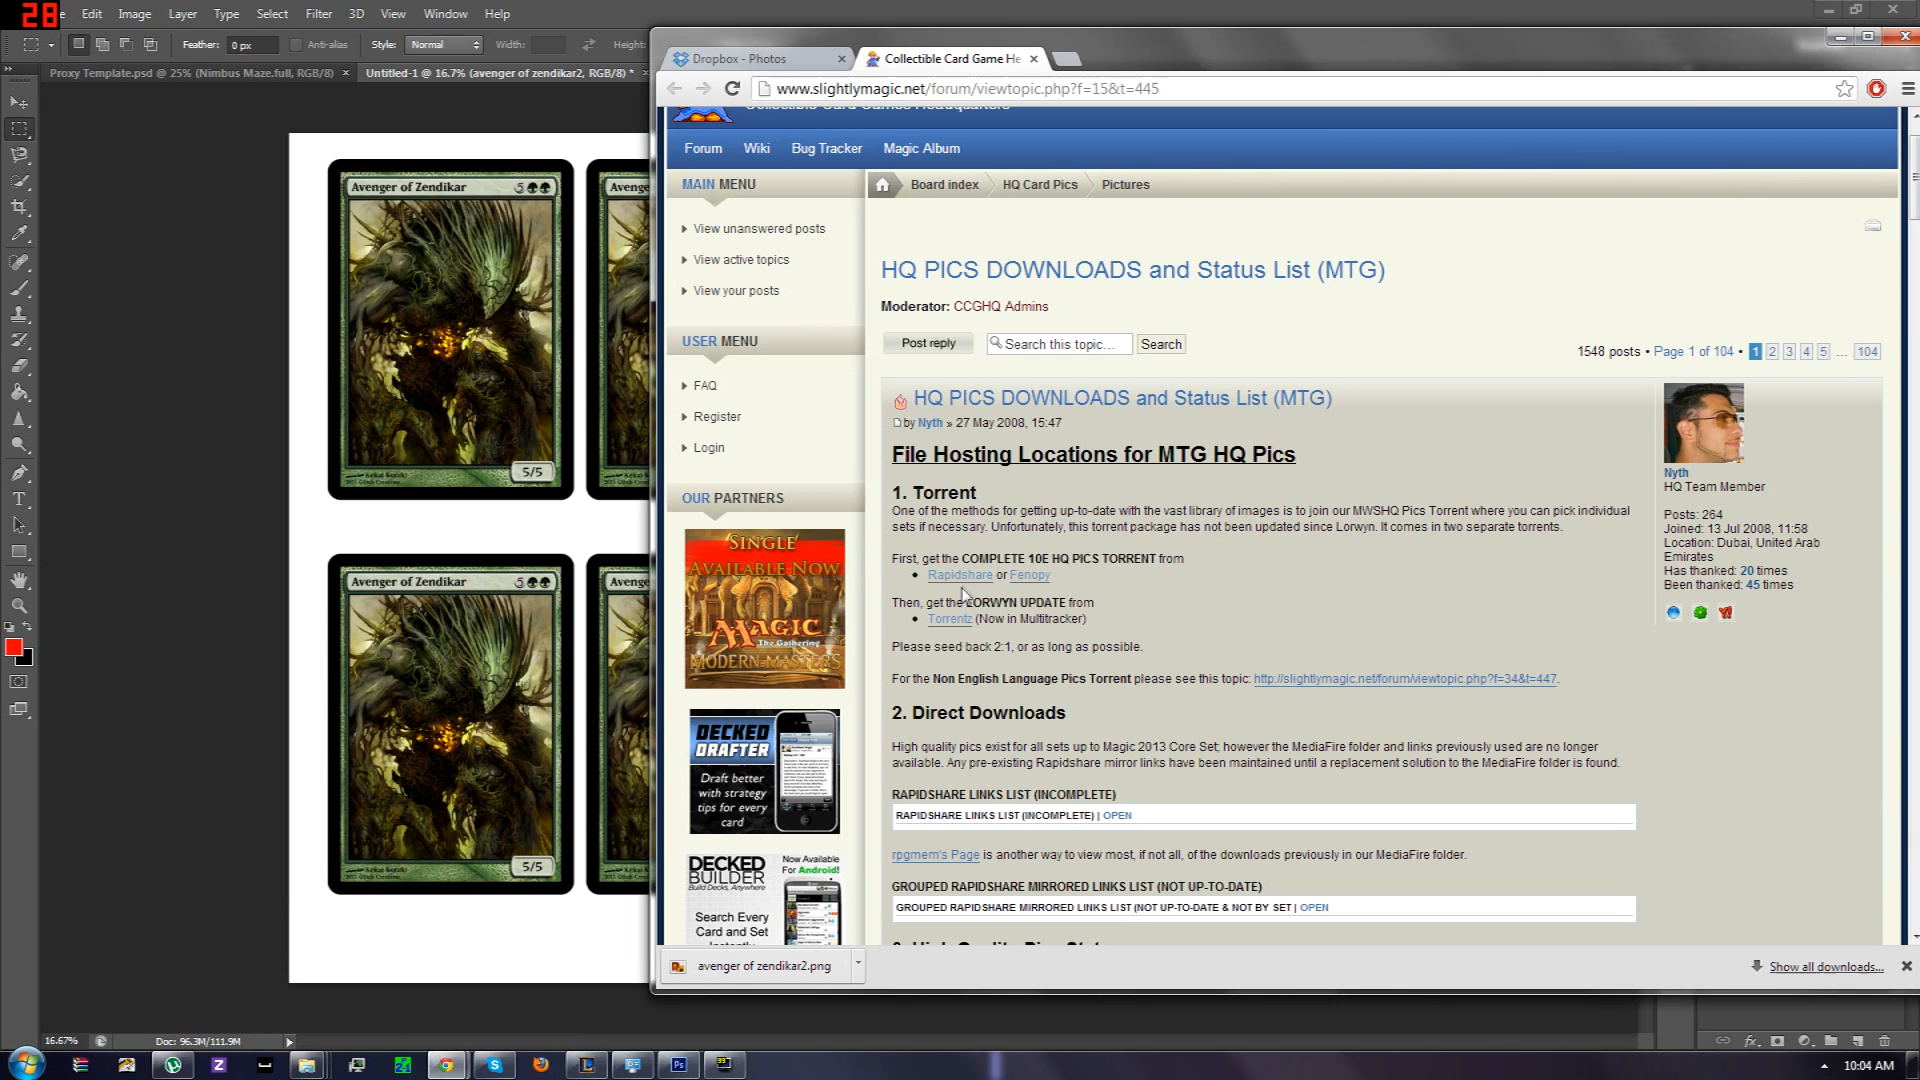 28
Edit Image Layer Type Select Filter 3D View Window Help
Feather: 0 px Anti-alias Style: Normal Width: Height:
Proxy Template.psd @ 25% (Nimbus Maze.full, RGB/8) × Untitled-1 @ 16.7% (avenger of zendikar2, RGB/8) *
Avenger of Zendikar 5
5/5
Avenger of Zendikar 5
5/5
Dropbox - Photos
Collectible Card Game He
www.slightlymagic.net/forum/viewtopic.php?f=15&t=445
Forum Wiki Bug Tracker Magic Album
MAIN MENU
View unanswered posts
View active topics
View your posts
USER MENU
FAQ
Register
Login
OUR PARTNERS
SINGLE
AVAILABLE NOW
MAGIC
The Gathering
MODERN MASTERS
DECKED
DRAFTER
Draft better
with strategy
tips for every
card
DECKED
BUILDER
Build Decks, Anywhere
Now Available
For Android!
Search Every
Card and Set
Board index HQ Card Pics Pictures
HQ PICS DOWNLOADS and Status List (MTG)
Moderator: CCGHQ Admins
Post reply Search this topic... Search
1548 posts • Page 1 of 104 • 1 2 3 4 5 ... 104
HQ PICS DOWNLOADS and Status List (MTG)
by Nyth » 27 May 2008, 15:47
File Hosting Locations for MTG HQ Pics
1. Torrent
One of the methods for getting up-to-date with the vast library of images is to join our MWSHQ Pics Torrent where you can pick individual
sets if necessary. Unfortunately, this torrent package has not been updated since Lorwyn. It comes in two separate torrents.
First, get the COMPLETE 10E HQ PICS TORRENT from
• Rapidshare or Fenopy
Then, get the LORWYN UPDATE from
• Torrentz (Now in Multitracker)
Please seed back 2:1, or as long as possible.
For the Non English Language Pics Torrent please see this topic: http://slightlymagic.net/forum/viewtopic.php?f=34&t=447.
2. Direct Downloads
High quality pics exist for all sets up to Magic 2013 Core Set; however the MediaFire folder and links previously used are no longer
available. Any pre-existing Rapidshare mirror links have been maintained until a replacement solution to the MediaFire folder is found.
RAPIDSHARE LINKS LIST (INCOMPLETE)
RAPIDSHARE LINKS LIST (INCOMPLETE) | OPEN
rpgmem's Page is another way to view most, if not all, of the downloads previously in our MediaFire folder.
GROUPED RAPIDSHARE MIRRORED LINKS LIST (NOT UP-TO-DATE)
GROUPED RAPIDSHARE MIRRORED LINKS LIST (NOT UP-TO-DATE & NOT BY SET | OPEN
Nyth
HQ Team Member
Posts: 264
Joined: 13 Jul 2008, 11:58
Location: Dubai, United Arab
Emirates
Has thanked: 20 times
Been thanked: 45 times
avenger of zendikar2.png
Show all downloads...
16.67% Doc: 96.3M/111.9M
10:04 AM